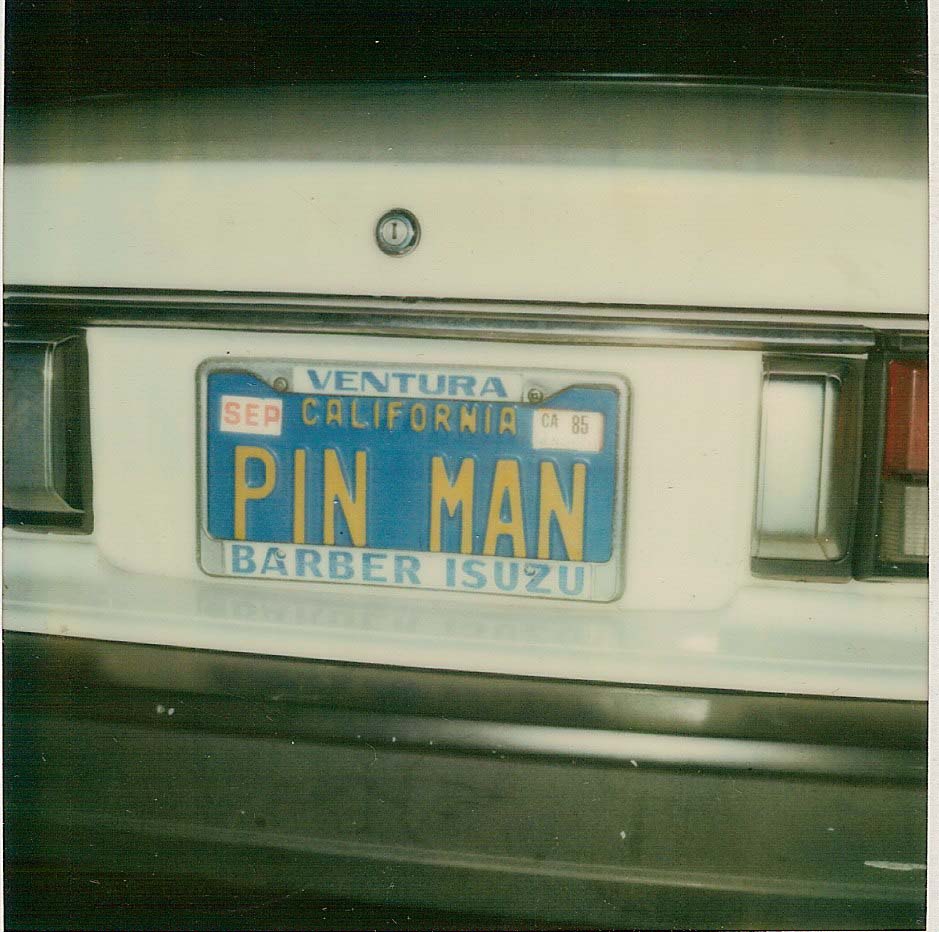 VENTURA
SEP CALIFORNIA CA 85
PIN MAN
BARBER ISUZU